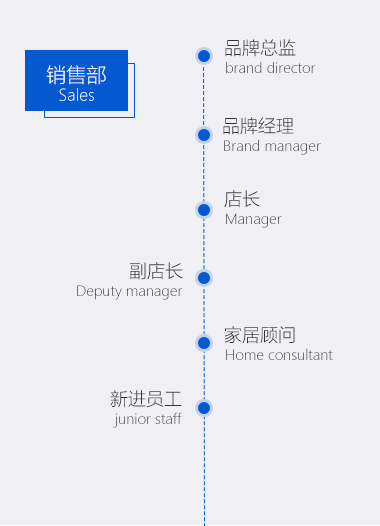 销售部
Sales
品牌总监
brand director
品牌经理
Brand manager
店长
Manager
副店长
Deputy manager
家居顾问
Home consultant
新进员工
junior staff